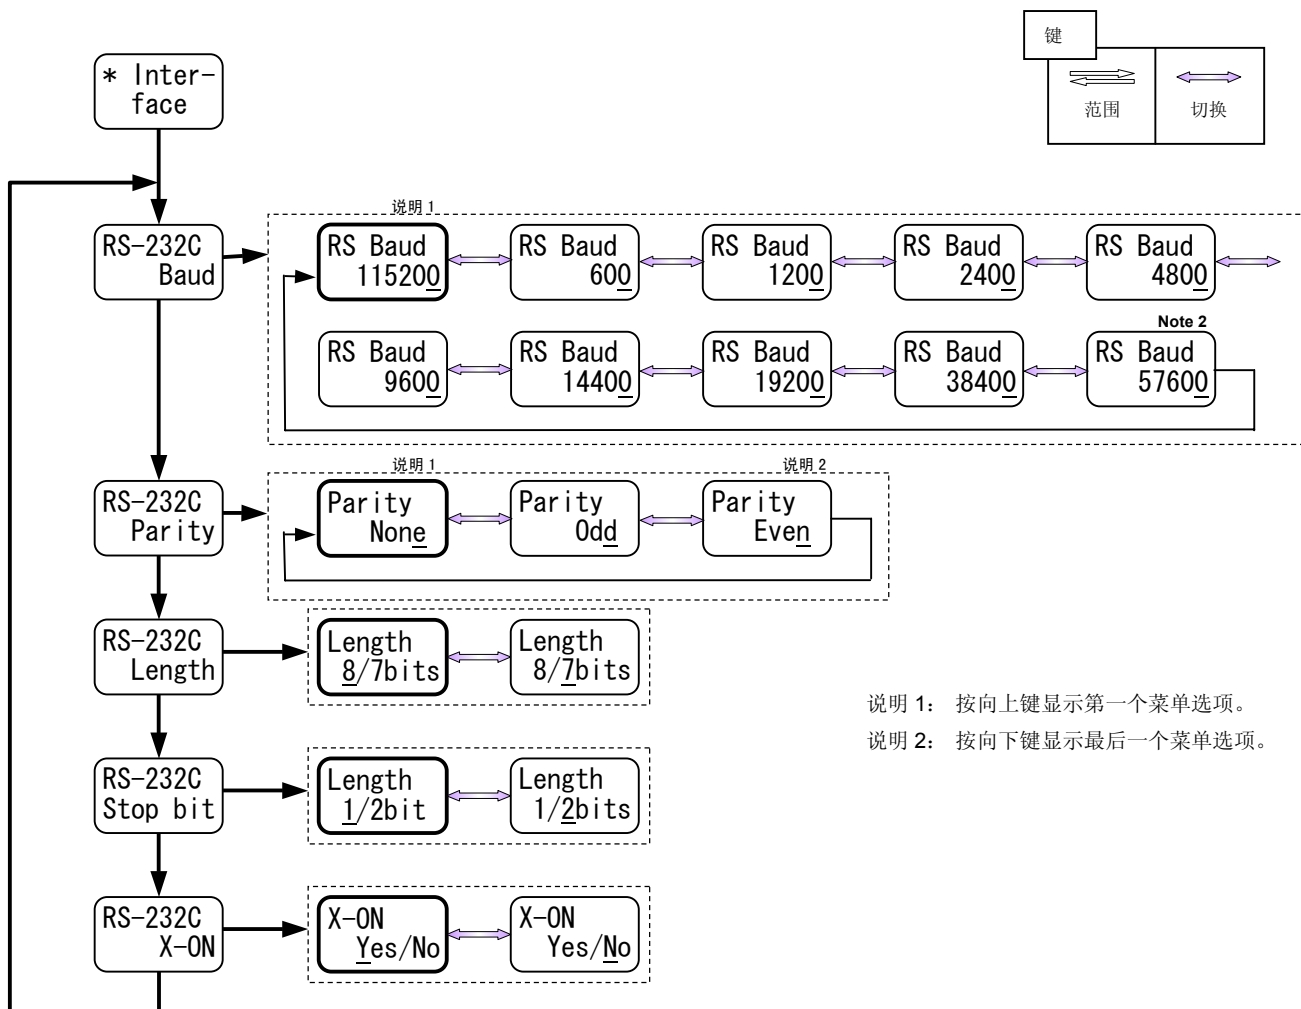 键
范围
切换
* Inter-
face
说明 1
RS-232C
Baud
RS Baud
115200
RS Baud
600
RS Baud
1200
RS Baud
2400
RS Baud
4800
Note 2
RS Baud
9600
RS Baud
14400
RS Baud
19200
RS Baud
38400
RS Baud
57600
说明 1
说明 2
RS-232C
Parity
Parity
None
Parity
Odd
Parity
Even
RS-232C
Length
Length
8/7bits
Length
8/7bits
说明 1： 按向上键显示第一个菜单选项。
说明 2： 按向下键显示最后一个菜单选项。
RS-232C
Stop bit
Length
1/2bit
Length
1/2bits
RS-232C
X-ON
X-ON
Yes/No
X-ON
Yes/No